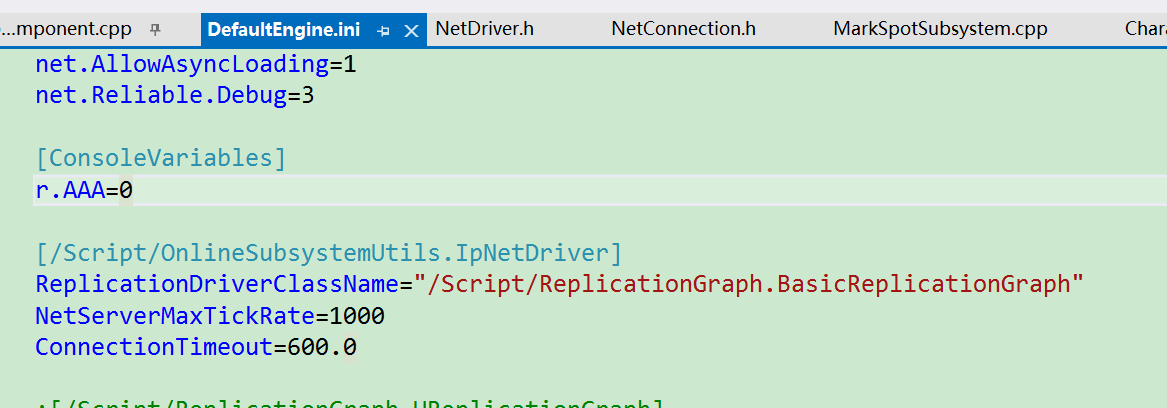 ...mponent.cpp DefaultEngine.ini NetDriver.h NetConnection.h MarkSpotSubsystem.cpp Chara
net.AllowAsyncLoading=1
net.Reliable.Debug=3
[ConsoleVariables]
r.AAA=0
[/Script/OnlineSubsystemUtils.IpNetDriver]
ReplicationDriverClassName="/Script/ReplicationGraph.BasicReplicationGraph"
NetServerMaxTickRate=1000
ConnectionTimeout=600.0
;[/Script/ReplicationGraph.UReplicationGraph]